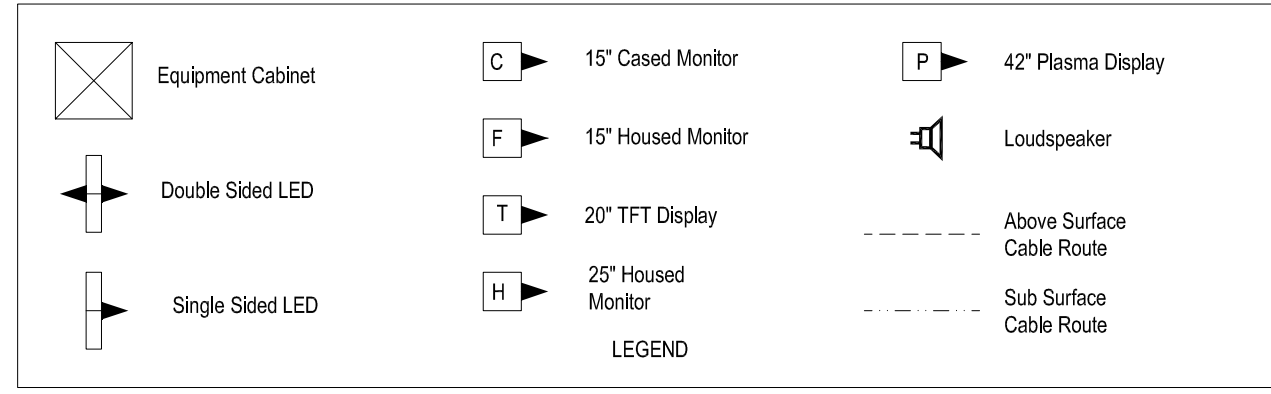 Equipment Cabinet
Double Sided LED
Single Sided LED
C
15" Cased Monitor
F
15" Housed Monitor
T
20" TFT Display
H
25" Housed
Monitor
LEGEND
P
42" Plasma Display
Loudspeaker
Above Surface
Cable Route
Sub Surface
Cable Route